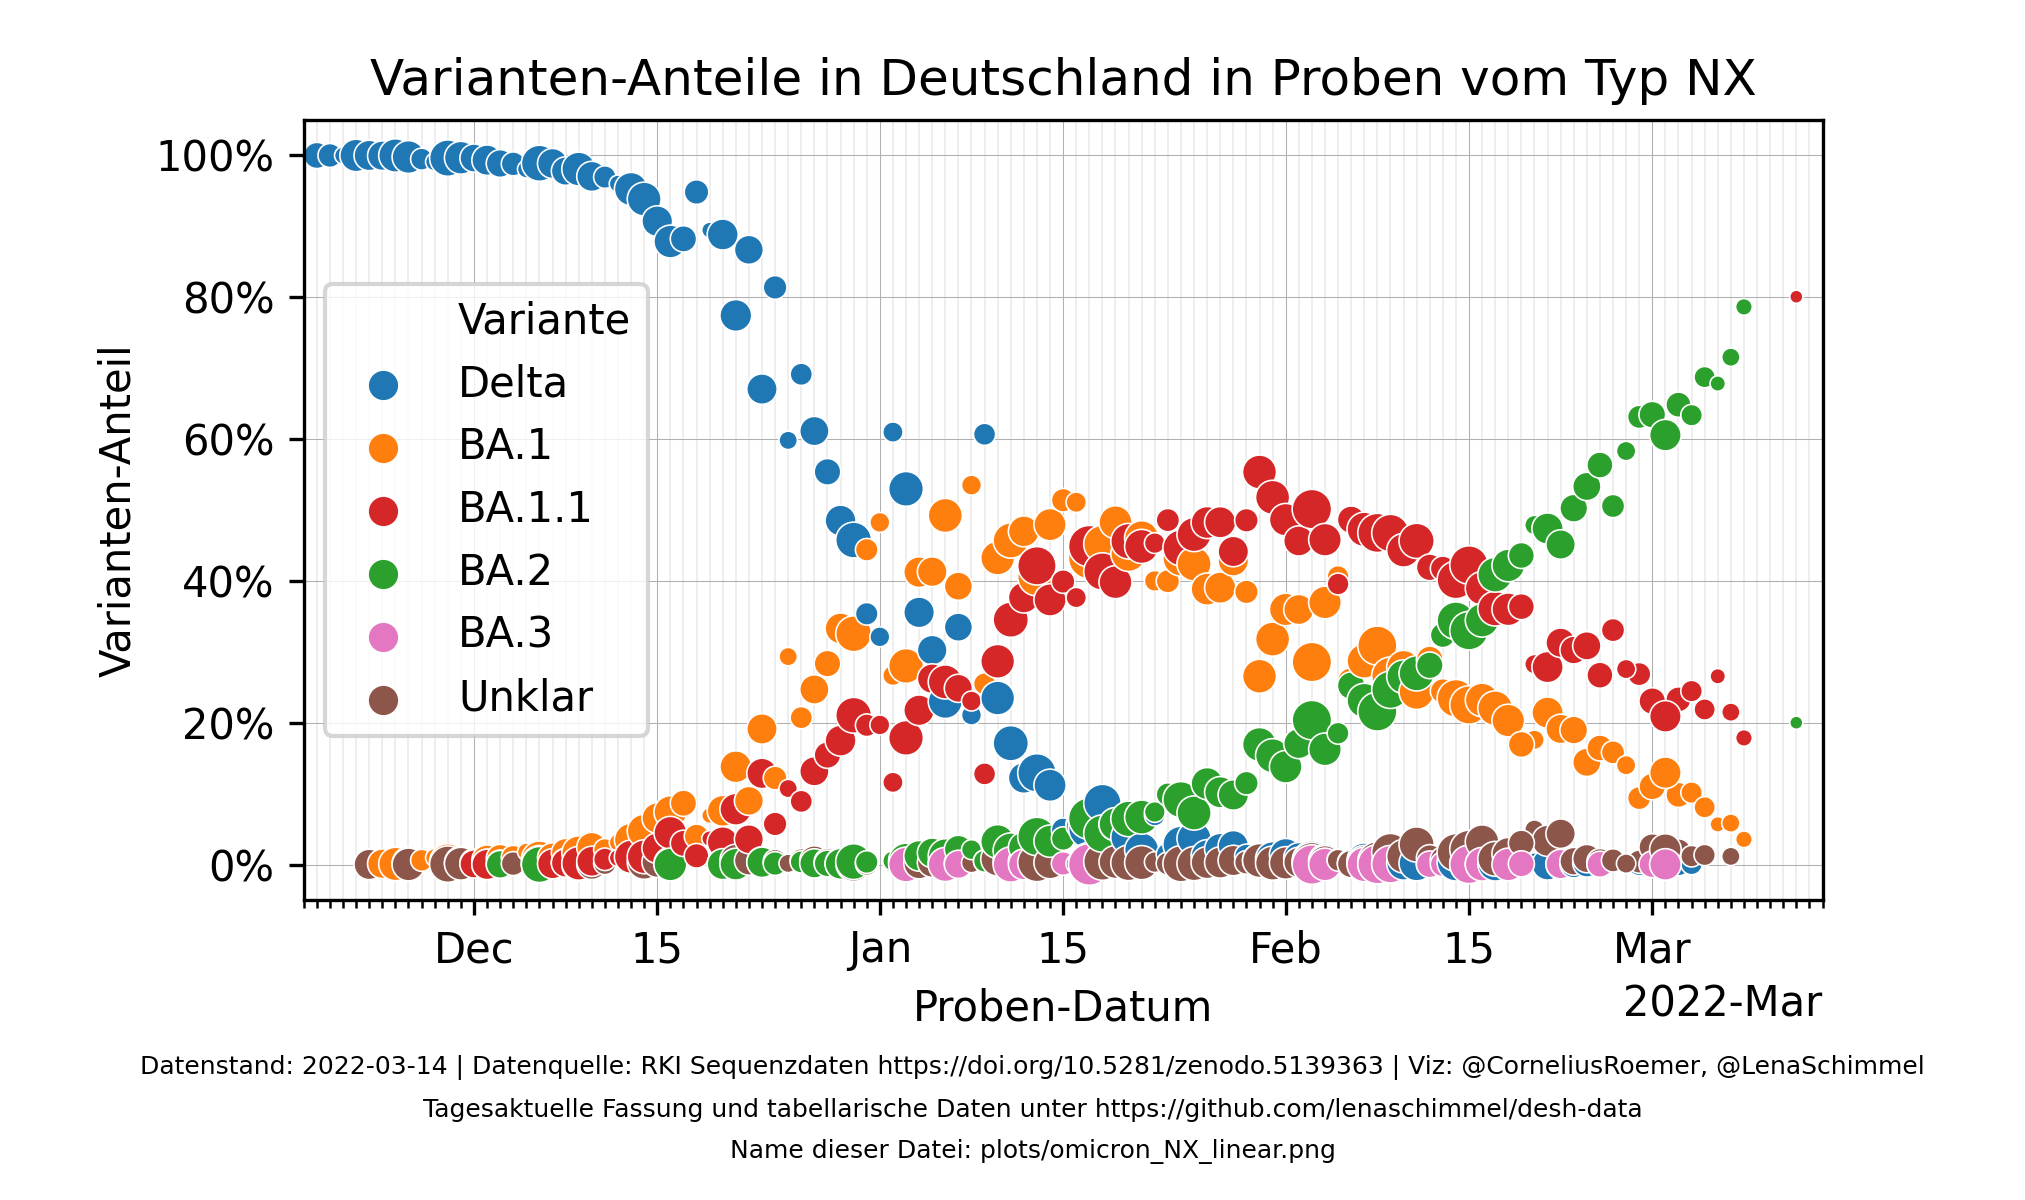 Varianten-Anteile in Deutschland in Proben vom Typ NX
Varianten-Anteil
100%
80%
60%
40%
20%
0%
Variante
Delta
BA.1
BA.1.1
BA.2
BA.3
Unklar
Dec 15 Jan 15 Feb 15 Mar
Proben-Datum
2022-Mar
Datenstand: 2022-03-14 | Datenquelle: RKI Sequenzdaten https://doi.org/10.5281/zenodo.5139363 | Viz: @CorneliusRoemer, @LenaSchimmel
Tagesaktuelle Fassung und tabellarische Daten unter https://github.com/lenaschimmel/desh-data
Name dieser Datei: plots/omicron_NX_linear.png